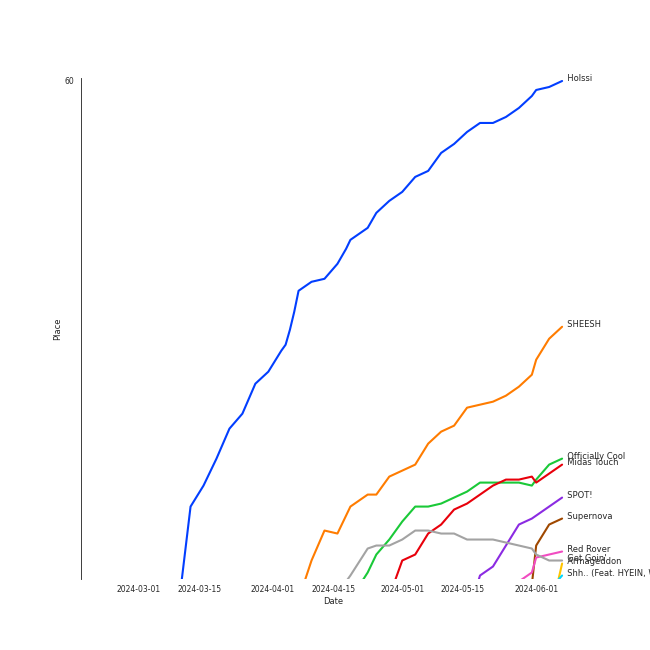 60
Holssi
SHEESH
Place
Officially Cool
Midas Touch
SPOT!
Supernova
Red Rover
Get Goin'
Armageddon
Shh.. (Feat. HYEIN, W
2024-03-01 2024-03-15 2024-04-01 2024-04-15 2024-05-01 2024-05-15 2024-06-01
Date